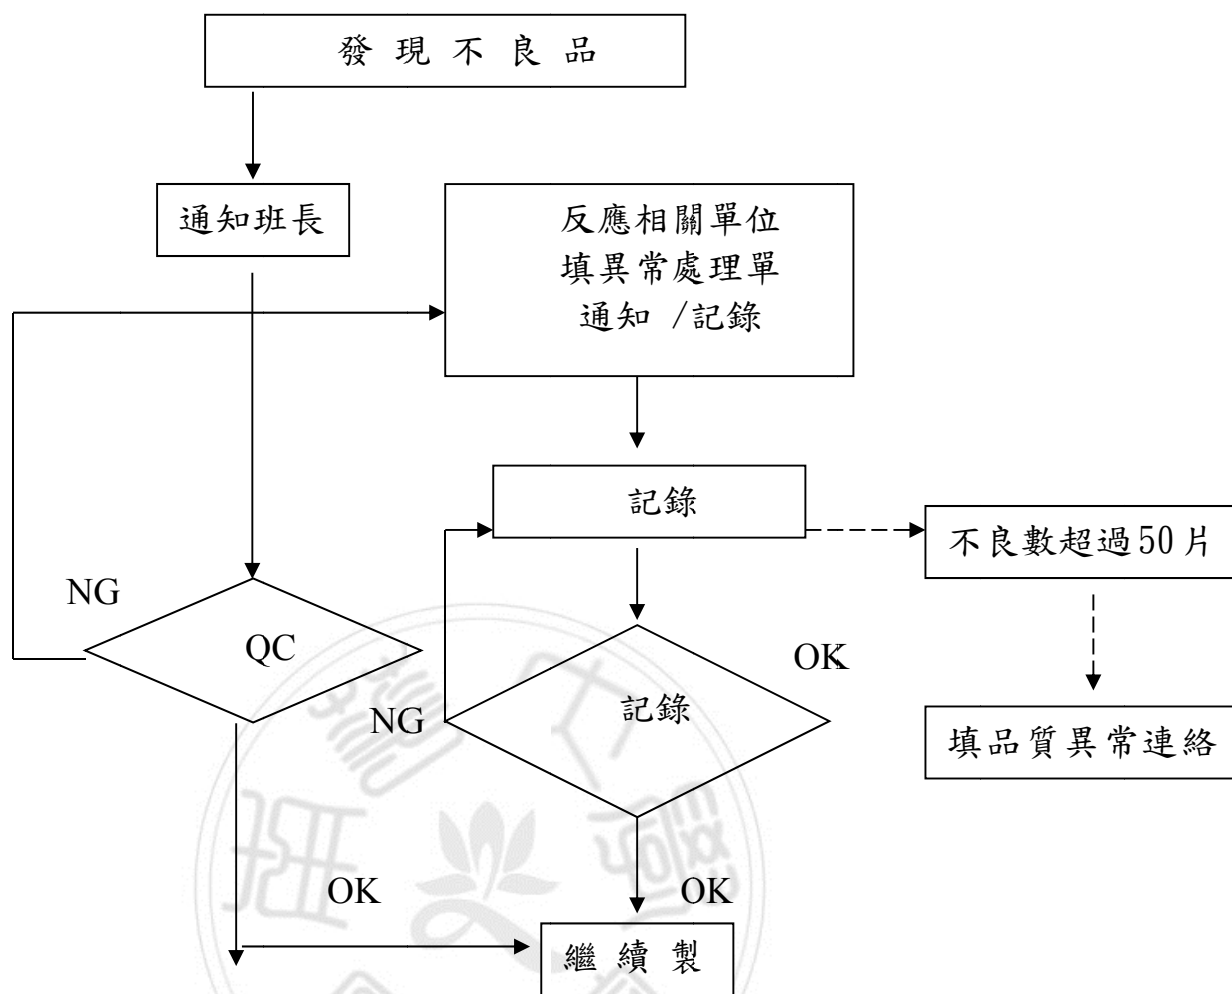 發現不良品
通知班長
反應相關單位
填異常處理單
通知 /記錄
記錄
不良數超過50片
NG
QC
OK
NG
記錄
填品質異常連絡
OK
OK
繼續製